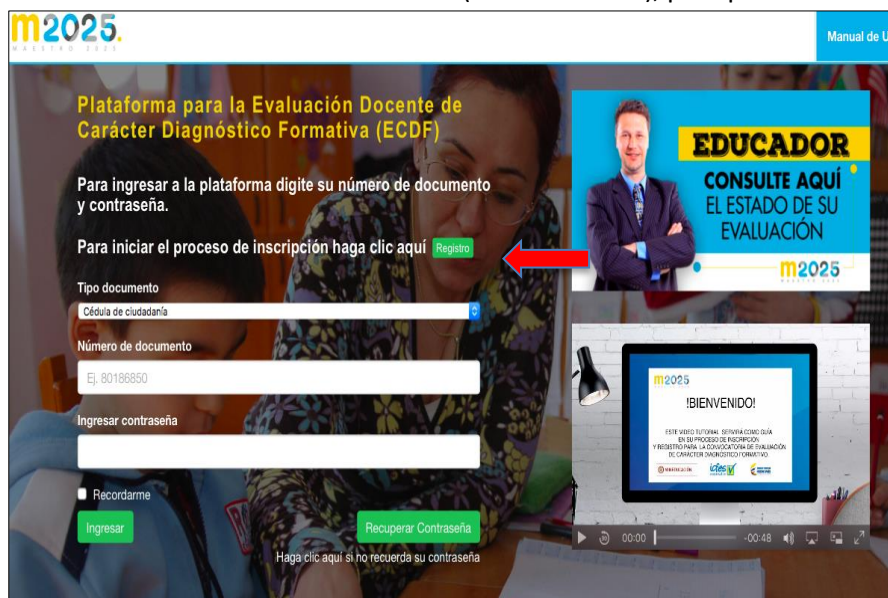 m2025.
MAESTRO 2025
Manual de U
Plataforma para la Evaluación Docente de
Carácter Diagnóstico Formativa (ECDF)
Para ingresar a la plataforma digite su número de documento
y contraseña.
Para iniciar el proceso de inscripción haga clic aquí Registro
Tipo documento
Cédula de ciudadanía
Número de documento
Ej. 80186850
Ingresar contraseña
Recordarme
Ingresar
Recuperar Contraseña
Haga clic aquí si no recuerda su contraseña
EDUCADOR
CONSULTE AQUÍ
EL ESTADO DE SU
EVALUACIÓN
m2025
m2025
!BIENVENIDO!
ESTE VIDEO TUTORIAL SERVIRA COMO GUÍA
EN SU PROCESO DE INSCRIPCIÓN
Y REGISTRO PARA LA CONVOCATORIA DE EVALUACIÓN
DE CARÁCTER DIAGNÓSTICO FORMATIVO.
MINEDUCACIÓN
icfes
00:00
-00:48